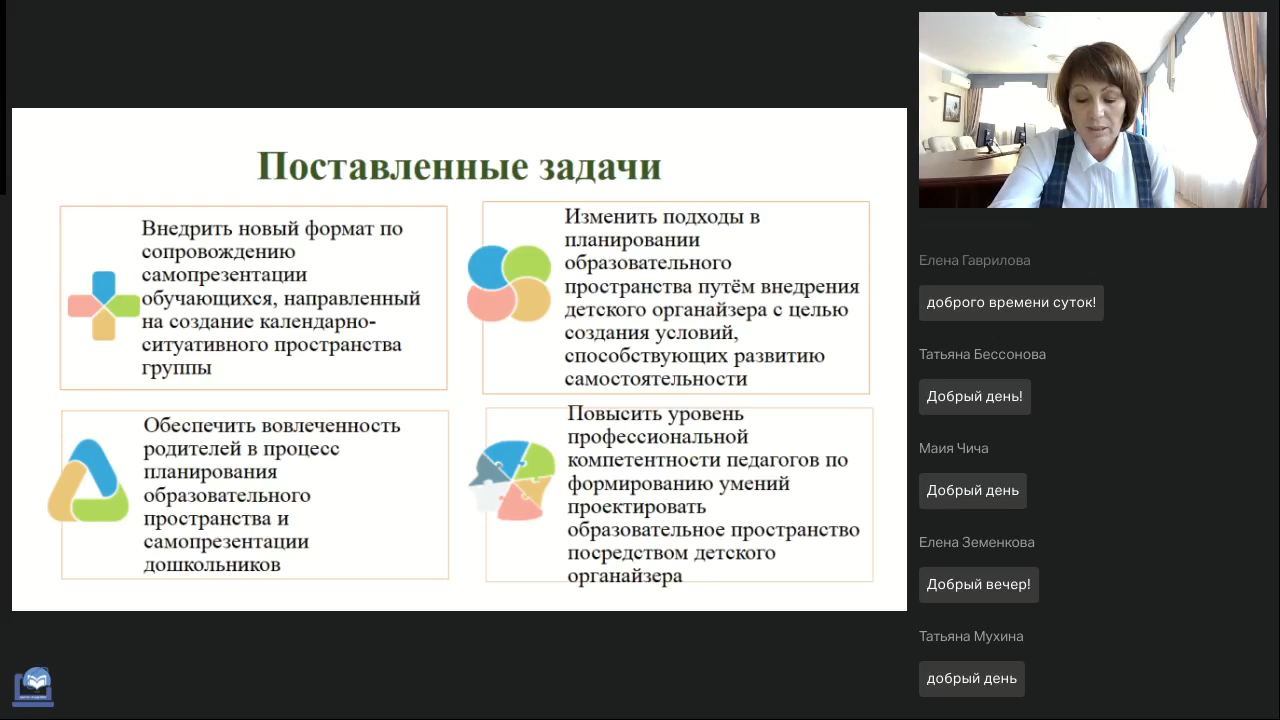 Поставленные задачи
Внедрить новый формат по
сопровождению
самопрезентации
обучающихся, направленный
на создание календарно-
ситуативного пространства
группы
Изменить подходы в
планировании
образовательного
пространства путём внедрения
детского органайзера с целью
создания условий,
способствующих развитию
самостоятельности
Обеспечить вовлеченность
родителей в процесс
планирования
образовательного
пространства и
самопрезентации
дошкольников
Повысить уровень
профессиональной
компетентности педагогов по
формированию умений
проектировать
образовательное пространство
посредством детского
органайзера
Елена Гаврилова
доброго времени суток!
Татьяна Бессонова
Добрый день!
Маия Чича
Добрый день
Елена Земенкова
Добрый вечер!
Татьяна Мухина
добрый день